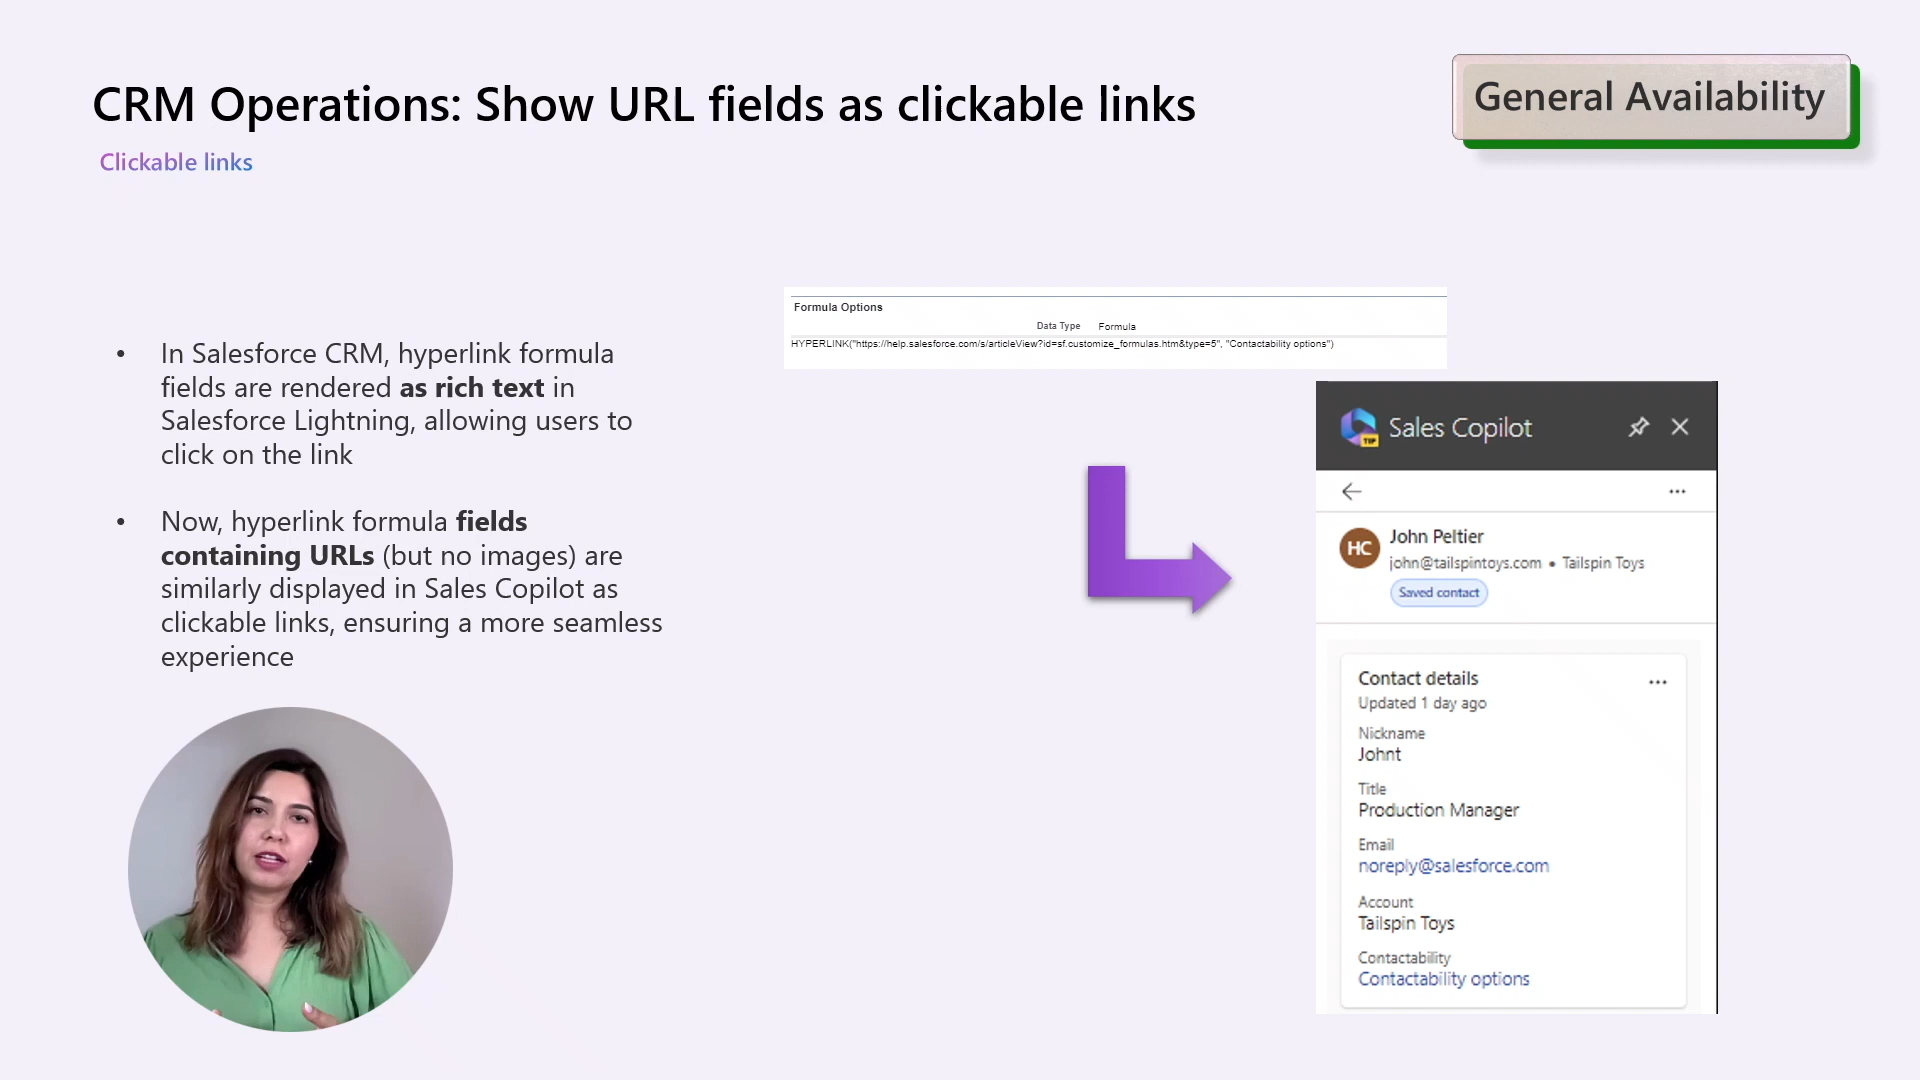 CRM Operations: Show URL fields as clickable links
General Availability
Clickable links
• In Salesforce CRM, hyperlink formula
fields are rendered as rich text in
Salesforce Lightning, allowing users to
click on the link
• Now, hyperlink formula fields
containing URLs (but no images) are
similarly displayed in Sales Copilot as
clickable links, ensuring a more seamless
experience
Formula Options
Data Type Formula
HYPERLINK("https://help.salesforce.com/s/articleView?id=sf.customize_formulas.htm&type=5", "Contactability options")
TIP
Sales Copilot
HC
John Peltier
john@tailspintoys.com • Tailspin Toys
Saved contact
Contact details
Updated 1 day ago
Nickname
Johnt
Title
Production Manager
Email
noreply@salesforce.com
Account
Tailspin Toys
Contactability
Contactability options